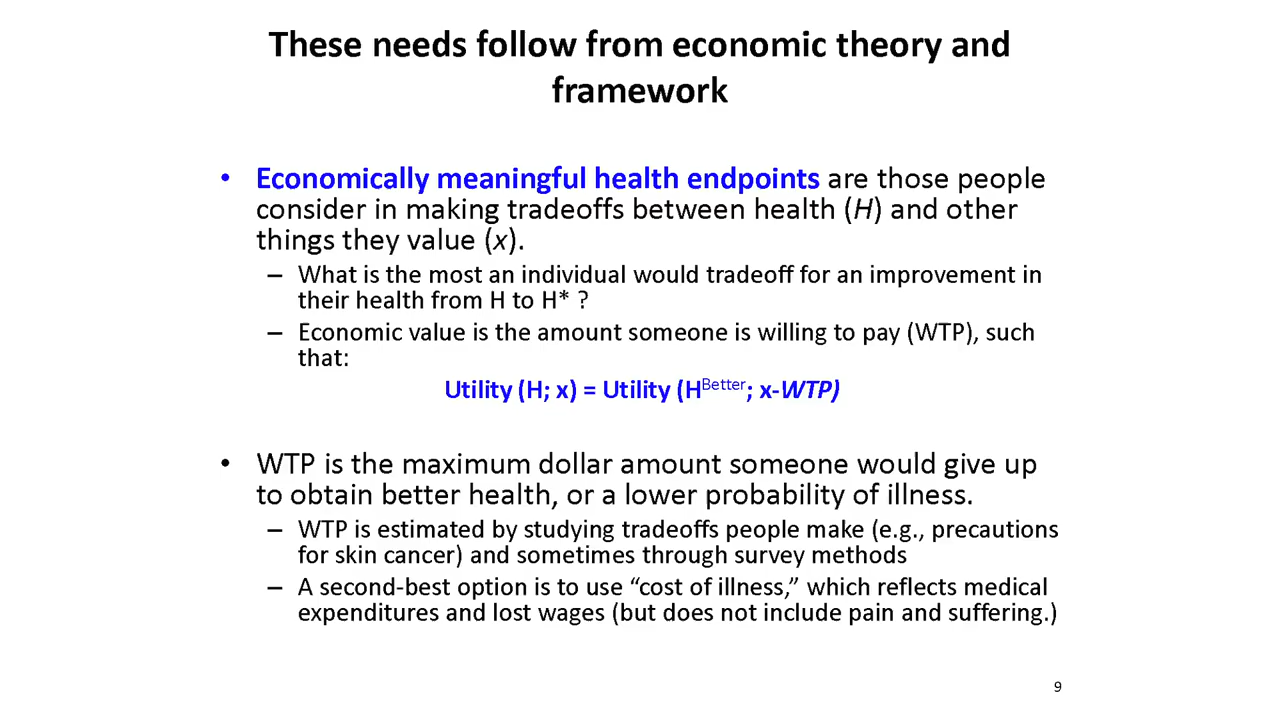 These needs follow from economic theory and
framework
• Economically meaningful health endpoints are those people
consider in making tradeoffs between health (H) and other
things they value (x).
– What is the most an individual would tradeoff for an improvement in
their health from H to H* ?
– Economic value is the amount someone is willing to pay (WTP), such
that:
Utility (H; x) = Utility (HBetter; x-WTP)
• WTP is the maximum dollar amount someone would give up
to obtain better health, or a lower probability of illness.
– WTP is estimated by studying tradeoffs people make (e.g., precautions
for skin cancer) and sometimes through survey methods
– A second-best option is to use “cost of illness,” which reflects medical
expenditures and lost wages (but does not include pain and suffering.)
9